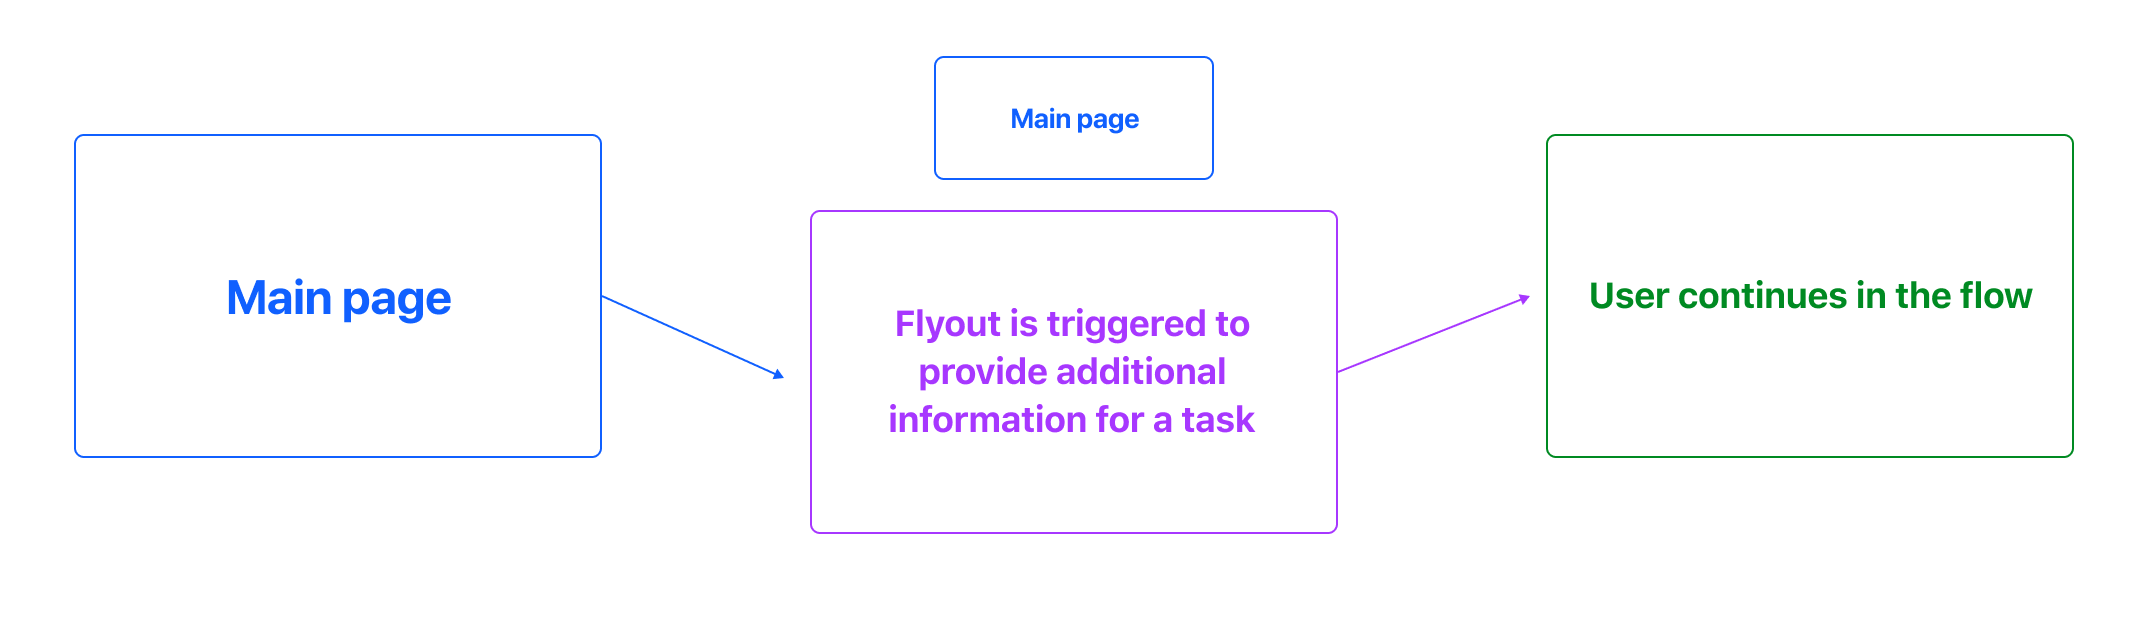 Main page
Main page
Flyout is triggered to
provide additional
information for a task
User continues in the flow